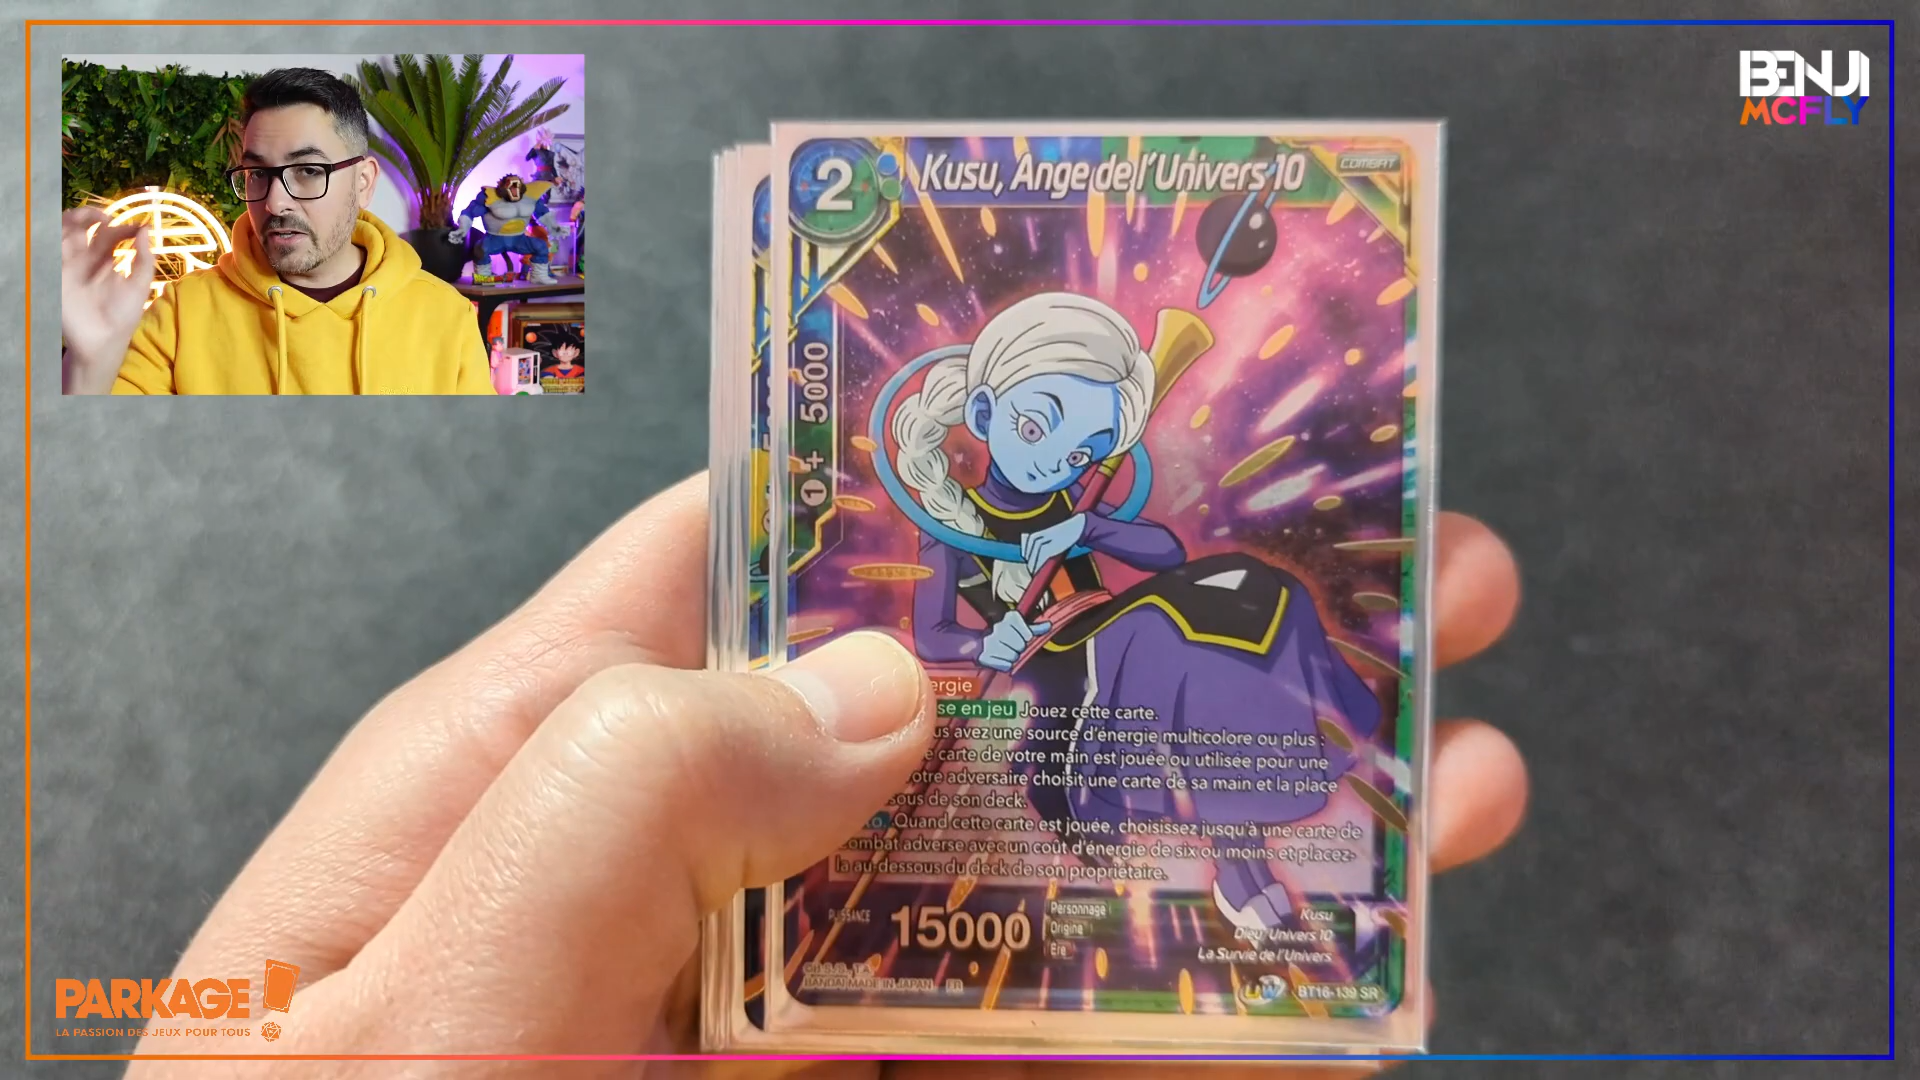 BENJI
MCFLY
2
Kusu, Ange de l'Univers 10
COMBAT
1 + 5000
ergie
se en jeu Jouez cette carte.
us avez une source d'énergie multicolore ou plus :
e carte de votre main est jouée ou utilisée pour une
otre adversaire choisit une carte de sa main et la place
sous de son deck.
Quand cette carte est jouée, choisissez jusqu'à une carte de
combat adverse avec un coût d'énergie de six ou moins et placez-
la au-dessous du deck de son propriétaire.
PUISSANCE
15000
Personnage
Kusu
Origine
Dieu, Univers 10
Ère
La Survie de l'Univers
BANDAI MADE IN JAPAN FR
UW
BT16-139 SR
PARKAGE
LA PASSION DES JEUX POUR TOUS